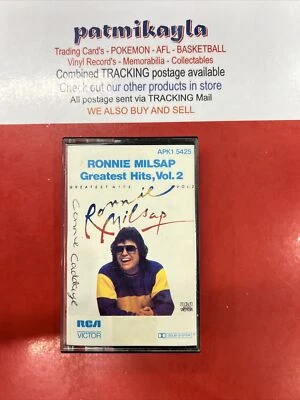 patmikayla
Trading Card's - POKEMON - AFL - BASKETBALL
Vinyl Record's - Memorabilia - Collectables
Combined TRACKING postage available
Check out our other products in store
All postage sent via TRACKING Mail
WE ALSO BUY AND SELL
APK1 5425
RONNIE MILSAP
Greatest Hits, Vol. 2
GREATEST HITS VOL 2
Ronnie
Milsap
RCA
VICTOR
DOLBY SYSTEM